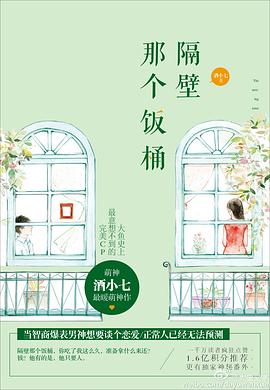 隔壁
那个饭桶
酒小七
最意想不到的
完美CP
大鱼史上
萌神
酒小七
最暖萌神作
当智商爆表男神想要谈个恋爱/正常人已经无法预测
隔壁那个饭桶，你吃了我这么久，准备拿什么来还？
钱？他有的是。他只要人。
一千万读者疯狂点赞
1.6亿积分推荐
更有独家神秘番外